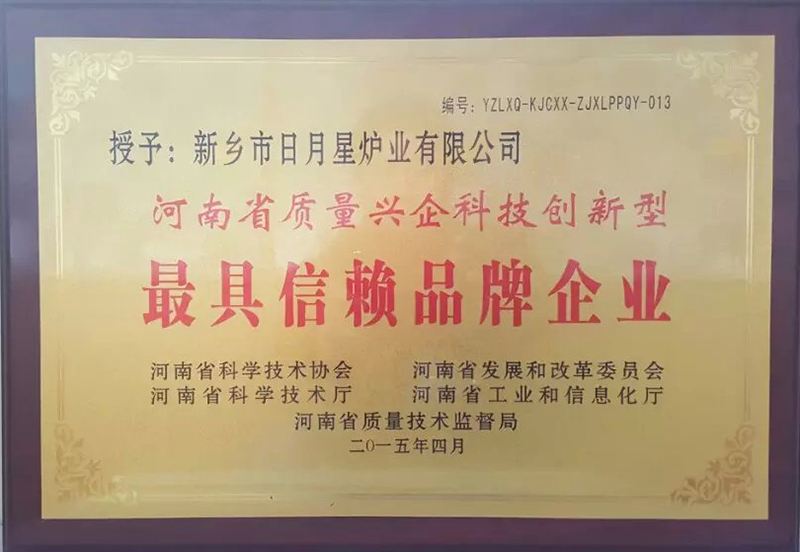 编号：YZLXQ-KJCXX-ZJXLPPQY-013
授予：新乡市日月星炉业有限公司
河南省质量兴企科技创新型
最具信赖品牌企业
河南省科学技术协会 河南省发展和改革委员会
河南省科学技术厅 河南省工业和信息化厅
河南省质量技术监督局
二〇一五年四月